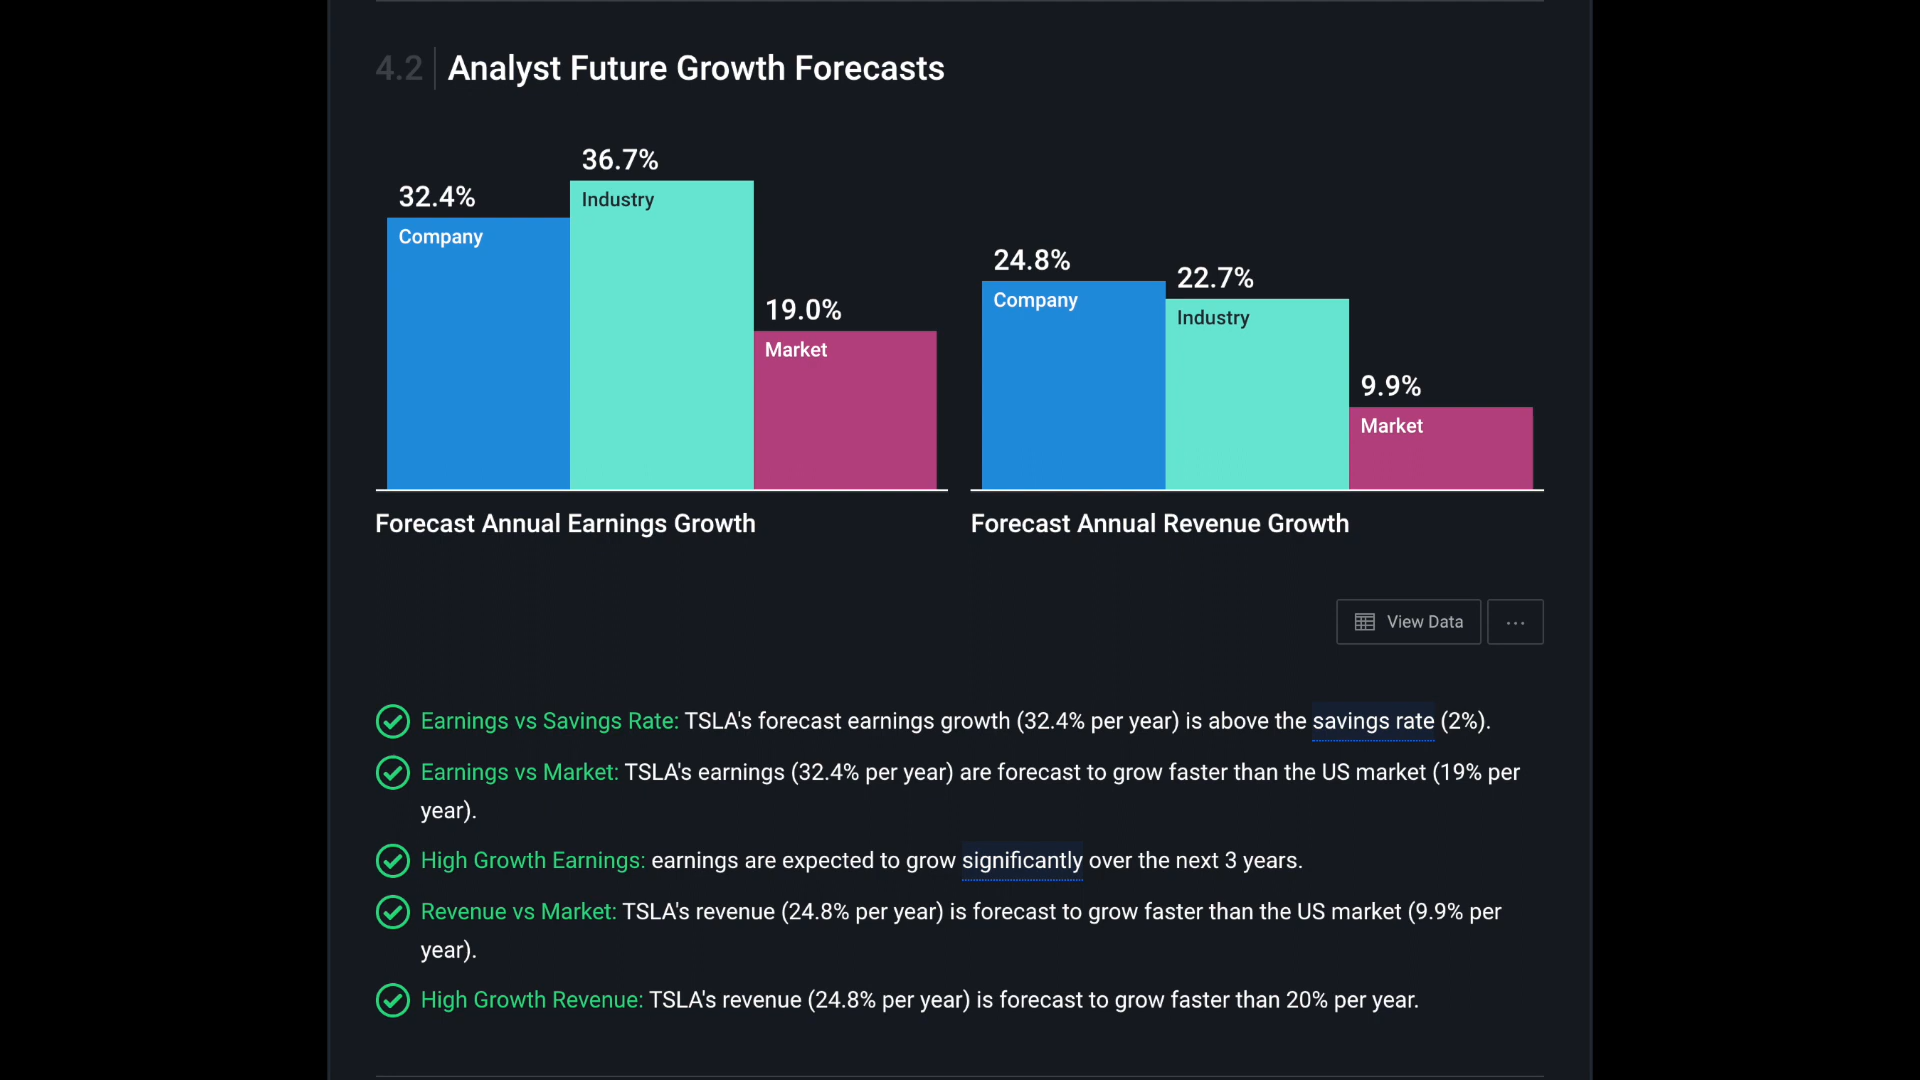 4.2 Analyst Future Growth Forecasts
32.4%
Company
36.7%
Industry
19.0%
Market
Forecast Annual Earnings Growth
24.8%
Company
22.7%
Industry
9.9%
Market
Forecast Annual Revenue Growth
View Data
...
Earnings vs Savings Rate: TSLA's forecast earnings growth (32.4% per year) is above the savings rate (2%).
Earnings vs Market: TSLA's earnings (32.4% per year) are forecast to grow faster than the US market (19% per
year).
High Growth Earnings: earnings are expected to grow significantly over the next 3 years.
Revenue vs Market: TSLA's revenue (24.8% per year) is forecast to grow faster than the US market (9.9% per
year).
High Growth Revenue: TSLA's revenue (24.8% per year) is forecast to grow faster than 20% per year.